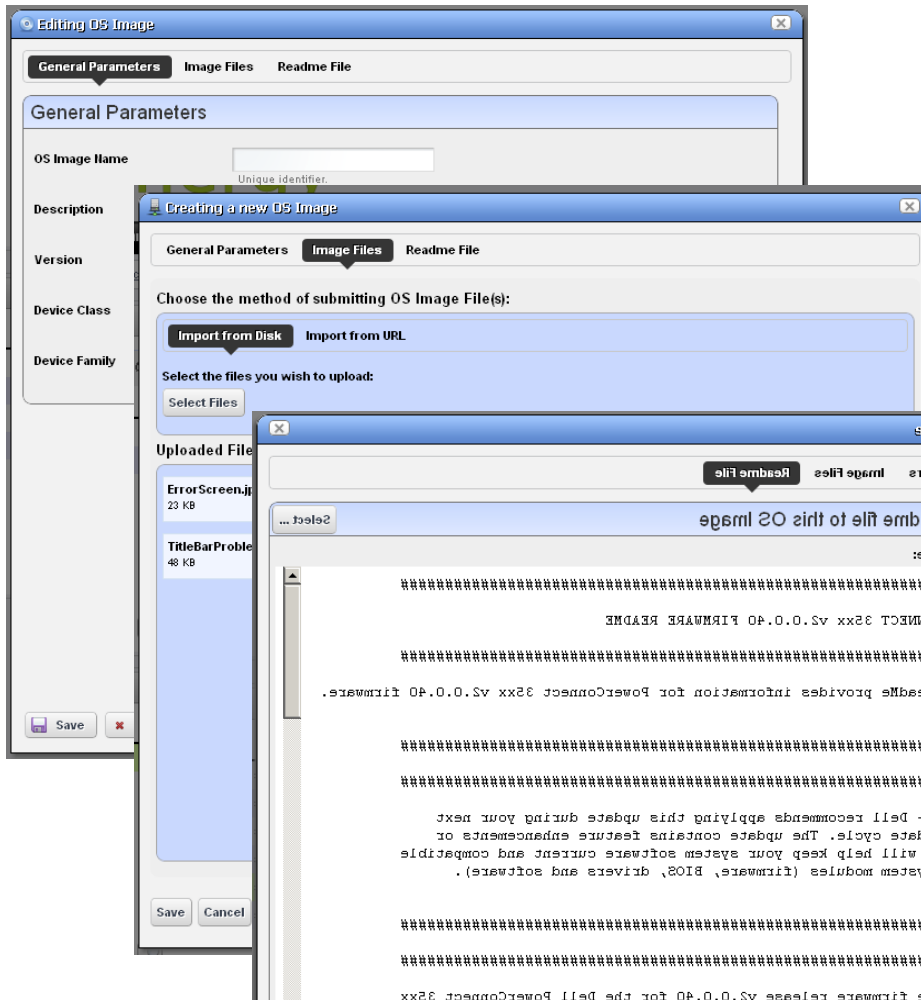 Editing OS Image
General Parameters Image Files Readme File
General Parameters
OS Image Name
Unique identifier.
Description
Version
Device Class
Device Family
Save
Creating a new OS Image
General Parameters Image Files Readme File
Choose the method of submitting OS Image File(s):
Import from Disk Import from URL
Select the files you wish to upload:
Select Files
Uploaded File
ErrorScreen.jp
23 KB
TitleBarProble
48 KB
Save Cancel
rs Image Files Readme File
dme file to this OS Image
Select ...
e:
##########################################################
NNECT 35xx v2.0.0.40 FIRMWARE README
##########################################################
eadMe provides information for PowerConnect 35xx v2.0.0.40 firmware.
##########################################################
##########################################################
- Dell recommends applying this update during your next
date cycle. The update contains feature enhancements or
will help keep your system software current and compatible
ystem modules (firmware, BIOS, drivers and software).
##########################################################
##########################################################
e firmware release v2.0.0.40 for the Dell PowerConnect 35xx